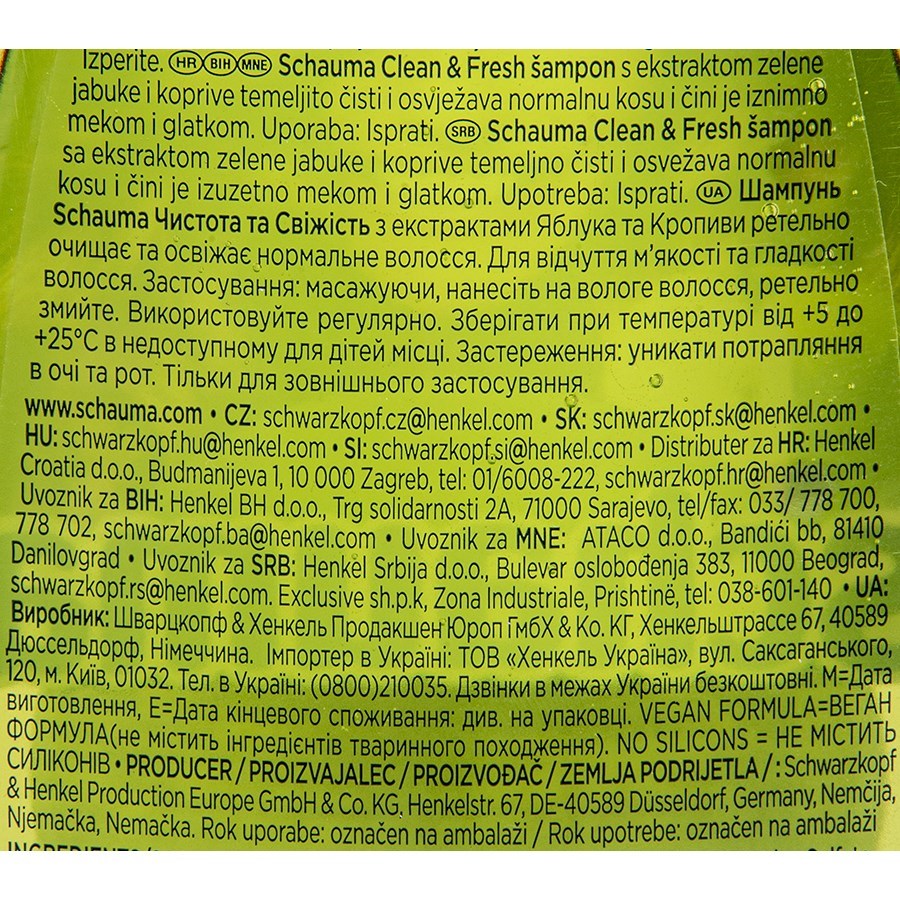 Izperite. HR BIH MNE Schauma Clean & Fresh šampon s ekstraktom zelene
jabuke i koprive temeljito čisti i osvježava normalnu kosu i čini je iznimno
mekom i glatkom. Uporaba: Isprati. SRB Schauma Clean & Fresh šampon
sa ekstraktom zelene jabuke i koprive temeljno čisti i osvežava normalnu
kosu i čini je izuzetno mekom i glatkom. Upotreba: Isprati. UA Шампунь
Schauma Чистота та Свіжість з екстрактами Яблука та Кропиви ретельно
очищає та освіжає нормальне волосся. Для відчуття м’якості та гладкості
волосся. Застосування: масажуючи, нанесіть на вологе волосся, ретельно
змийте. Використовуйте регулярно. Зберігати при температурі від +5 до
+25°C в недоступному для дітей місці. Застереження: уникати потрапляння
в очі та рот. Тільки для зовнішнього застосування.
www.schauma.com • CZ: schwarzkopf.cz@henkel.com • SK: schwarzkopf.sk@henkel.com •
HU: schwarzkopf.hu@henkel.com • SI: schwarzkopf.si@henkel.com • Distributer za HR: Henkel
Croatia d.o.o., Budmanijeva 1, 10 000 Zagreb, tel: 01/6008-222, schwarzkopf.hr@henkel.com •
Uvoznik za BIH: Henkel BH d.o.o., Trg solidarnosti 2A, 71000 Sarajevo, tel/fax: 033/ 778 700,
778 702, schwarzkopf.ba@henkel.com • Uvoznik za MNE: ATACO d.o.o., Bandići bb, 81410
Danilovgrad • Uvoznik za SRB: Henkel Srbija d.o.o., Bulevar oslobođenja 383, 11000 Beograd,
schwarzkopf.rs@henkel.com. Exclusive sh.p.k, Zona Industriale, Prishtinë, tel: 038-601-140 • UA:
Виробник: Шварцкопф & Хенкель Продакшен Юроп ГмбХ & Ko. КГ, Хенкельштрассе 67, 40589
Дюссельдорф, Німеччина. Імпортер в Україні: ТОВ «Хенкель Україна», вул. Саксаганського,
120, м. Київ, 01032. Тел. в Україні: (0800)210035. Дзвінки в межах України безкоштовні. M=Дата
виготовлення, E=Дата кінцевого споживання: див. на упаковці. VEGAN FORMULA=ВЕГАН
ФОРМУЛА(не містить інгредієнтів тваринного походження). NO SILICONS = НЕ МІСТИТЬ
СИЛІКОНІВ • PRODUCER / PROIZVAJALEC / PROIZVOĐAČ / ZEMLJA PODRIJETLA / : Schwarzkopf
& Henkel Production Europe GmbH & Co. KG, Henkelstr. 67, DE-40589 Düsseldorf, Germany, Nemčija,
Njemačka, Nemačka. Rok uporabe: označen na ambalaži / Rok upotrebe: označen na ambalaži